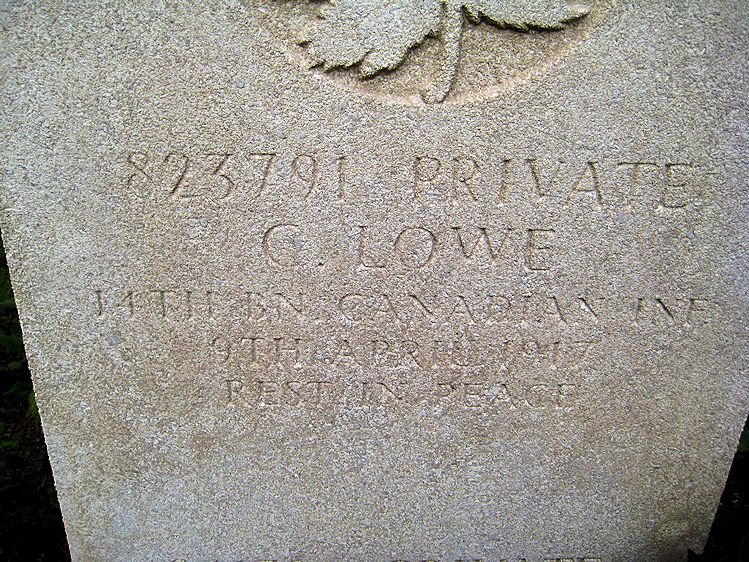 823791 PRIVATE
G. LOWE
14TH BN. CANADIAN INF.
9TH APRIL 1917
REST IN PEACE